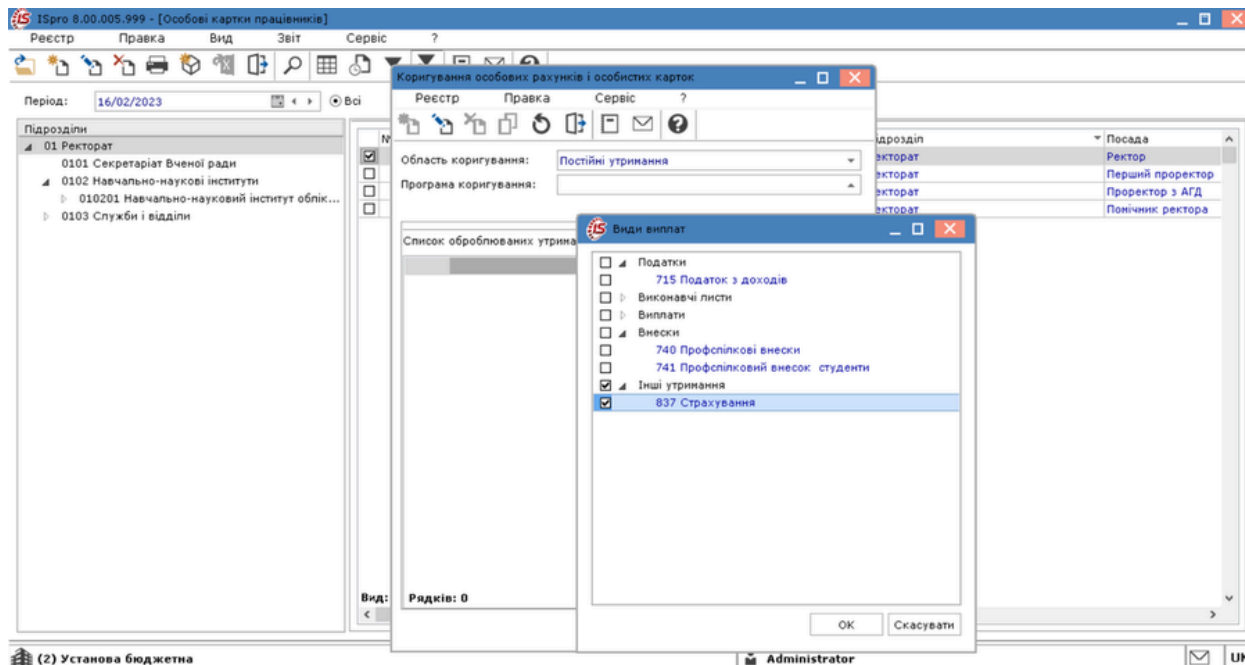 ISpro 8.00.005.999 - [Особові картки працівників]
Реєстр Правка Вид Звіт Сервіс ?
Період: 16/02/2023 Всі
Підрозділи
01 Ректорат
0101 Секретаріат Вченої ради
0102 Навчально-наукові інститути
010201 Навчально-науковий інститут облік...
0103 Служби і відділи
Посада
Ректор
Перший проректор
Проректор з АГД
Помічник ректора
Вид:
Коригування особових рахунків і особистих карток
Реєстр Правка Сервіс ?
Область коригування: Постійні утримання
Програма коригування:
Список оброблюваних утрима
Рядків: 0
Види виплат
Податки
715 Податок з доходів
Виконавчі листи
Виплати
Внески
740 Профспілкові внески
741 Профспілковий внесок студенти
Інші утримання
837 Страхування
OK Скасувати
(2) Установа бюджетна Administrator